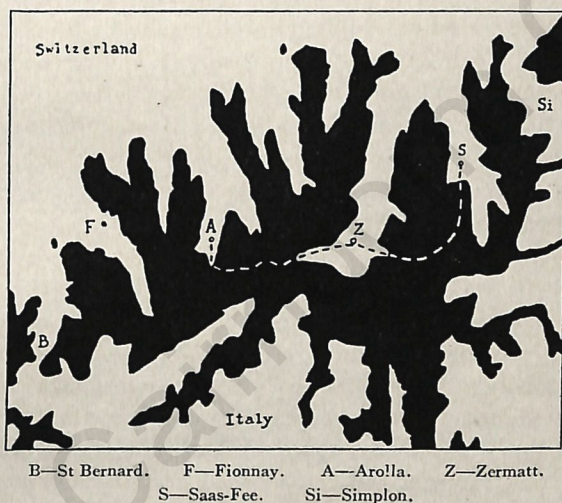 Switzerland
Si
S
F
A
Z
B
Italy
B—St Bernard. F—Fionnay. A—Arolla. Z—Zermatt.
S—Saas-Fee. Si—Simplon.